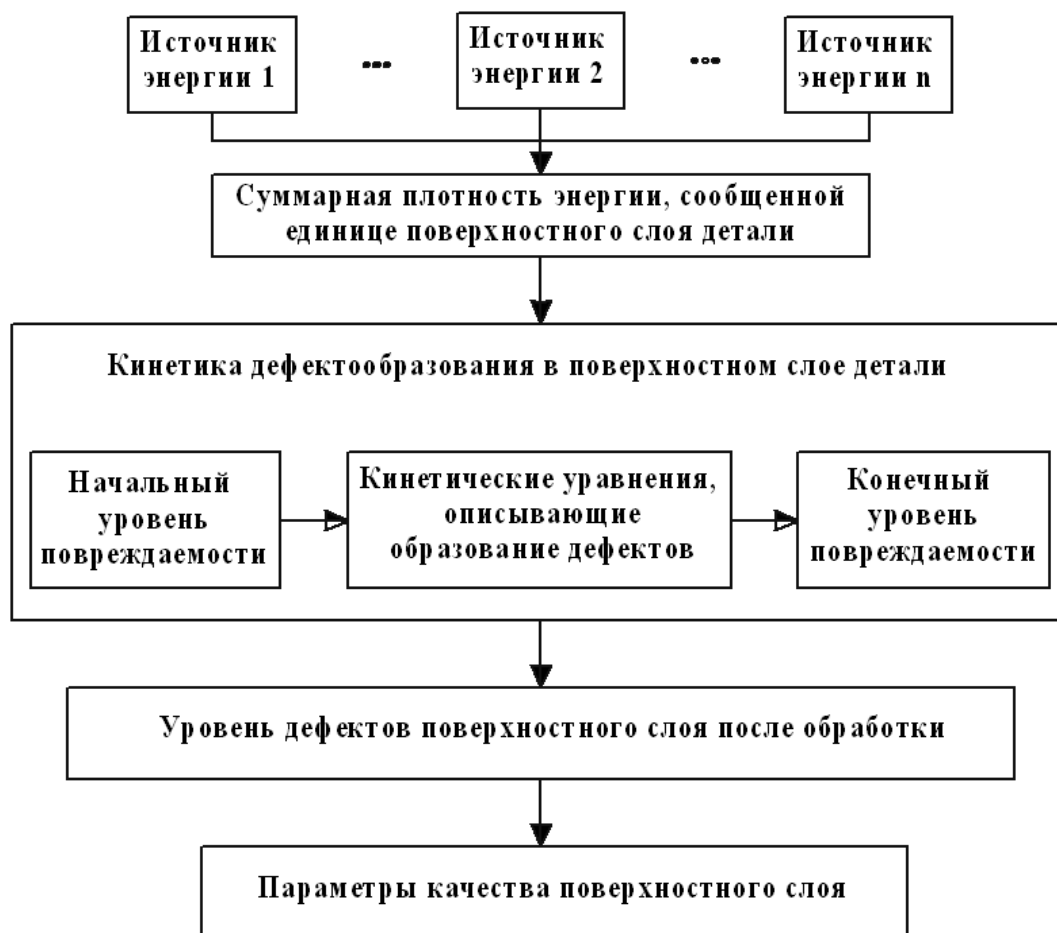 Источник
энергии 1
...
Источник
энергии 2
...
Источник
энергии n
Суммарная плотность энергии, сообщенной
единице поверхностного слоя детали
Кинетика дефектообразования в поверхностном слое детали
Начальный
уровень
повреждаемости
Кинетические уравнения,
описывающие
образование дефектов
Конечный
уровень
повреждаемости
Уровень дефектов поверхностного слоя после обработки
Параметры качества поверхностного слоя